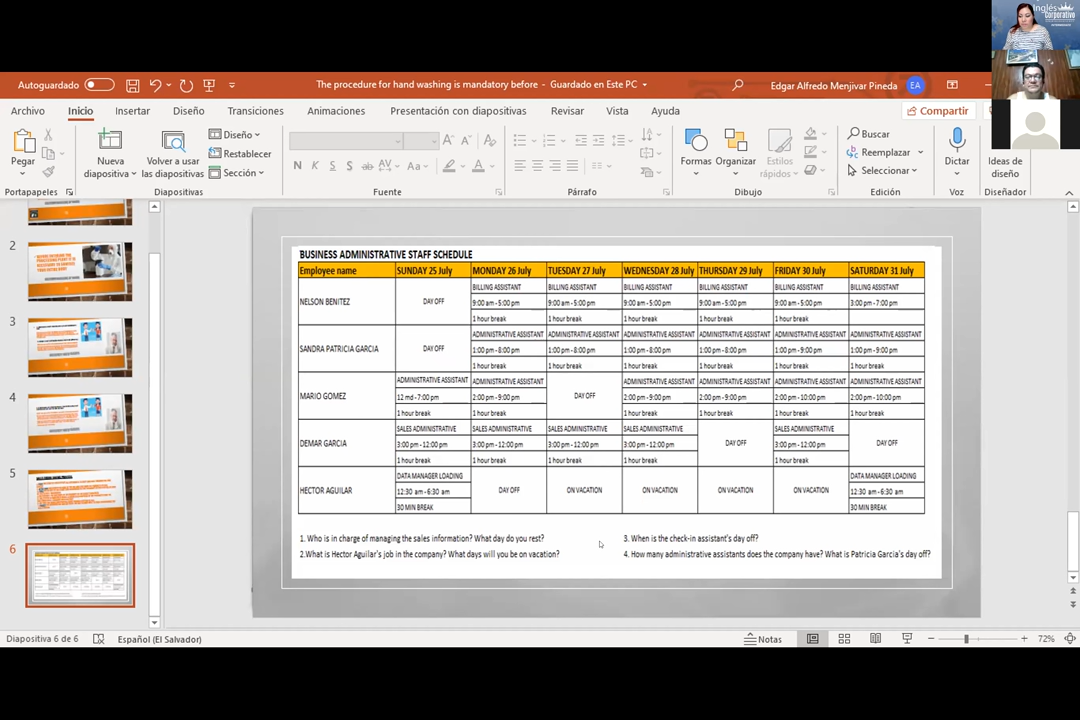 Inglés
corporativo
Autoguardado
The procedure for hand washing is mandatory before - Guardado en Este PC
Edgar Alfredo Menjivar Pineda
EA
Archivo Inicio Insertar Diseño Transiciones Animaciones Presentación con diapositivas Revisar Vista Ayuda
Compartir
Pegar
Nueva diapositiva
Volver a usar las diapositivas
Diseño
Restablecer
Sección
N K S S ab AV Aa A
Formas
Organizar
Estilos rápidos
Buscar
Reemplazar
Seleccionar
Dictar
Ideas de diseño
Portapapeles Diapositivas Fuente Párrafo Dibujo Edición Voz Diseñador
2
3
4
5
6
BUSINESS ADMINISTRATIVE STAFF SCHEDULE
Employee name SUNDAY 25 July MONDAY 26 July TUESDAY 27 July WEDNESDAY 28 July THURSDAY 29 July FRIDAY 30 July SATURDAY 31 July
BILLING ASSISTANT BILLING ASSISTANT BILLING ASSISTANT BILLING ASSISTANT BILLING ASSISTANT BILLING ASSISTANT
NELSON BENITEZ DAY OFF 9:00 am - 5:00 pm 9:00 am - 5:00 pm 9:00 am - 5:00 pm 9:00 am - 5:00 pm 9:00 am - 5:00 pm 3:00 pm - 7:00 pm
1 hour break 1 hour break 1 hour break 1 hour break 1 hour break
ADMINISTRATIVE ASSISTANT ADMINISTRATIVE ASSISTANT ADMINISTRATIVE ASSISTANT ADMINISTRATIVE ASSISTANT ADMINISTRATIVE ASSISTANT ADMINISTRATIVE ASSISTANT
SANDRA PATRICIA GARCIA DAY OFF 1:00 pm - 8:00 pm 1:00 pm - 8:00 pm 1:00 pm - 8:00 pm 1:00 pm - 8:00 pm 1:00 pm - 9:00 pm 1:00 pm - 9:00 pm
1 hour break 1 hour break 1 hour break 1 hour break 1 hour break 1 hour break
ADMINISTRATIVE ASSISTANT ADMINISTRATIVE ASSISTANT ADMINISTRATIVE ASSISTANT ADMINISTRATIVE ASSISTANT ADMINISTRATIVE ASSISTANT ADMINISTRATIVE ASSISTANT
MARIO GOMEZ 12 md - 7:00 pm 2:00 pm - 9:00 pm DAY OFF 2:00 pm - 9:00 pm 2:00 pm - 9:00 pm 2:00 pm - 10:00 pm 2:00 pm - 10:00 pm
1 hour break 1 hour break 1 hour break 1 hour break 1 hour break 1 hour break
SALES ADMINISTRATIVE SALES ADMINISTRATIVE SALES ADMINISTRATIVE SALES ADMINISTRATIVE SALES ADMINISTRATIVE
DEMAR GARCIA 3:00 pm - 12:00 pm 3:00 pm - 12:00 pm 3:00 pm - 12:00 pm 3:00 pm - 12:00 pm DAY OFF 3:00 pm - 12:00 pm DAY OFF
1 hour break 1 hour break 1 hour break 1 hour break 1 hour break
DATA MANAGER LOADING DATA MANAGER LOADING
HECTOR AGUILAR 12:30 am - 6:30 am DAY OFF ON VACATION ON VACATION ON VACATION ON VACATION 12:30 am - 6:30 am
30 MIN BREAK 30 MIN BREAK
1. Who is in charge of managing the sales information? What day do you rest?
2.What is Hector Aguilar's job in the company? What days will you be on vacation?
3. When is the check-in assistant's day off?
4. How many administrative assistants does the company have? What is Patricia Garcia's day off?
Diapositiva 6 de 6
Español (El Salvador)
Notas
72%